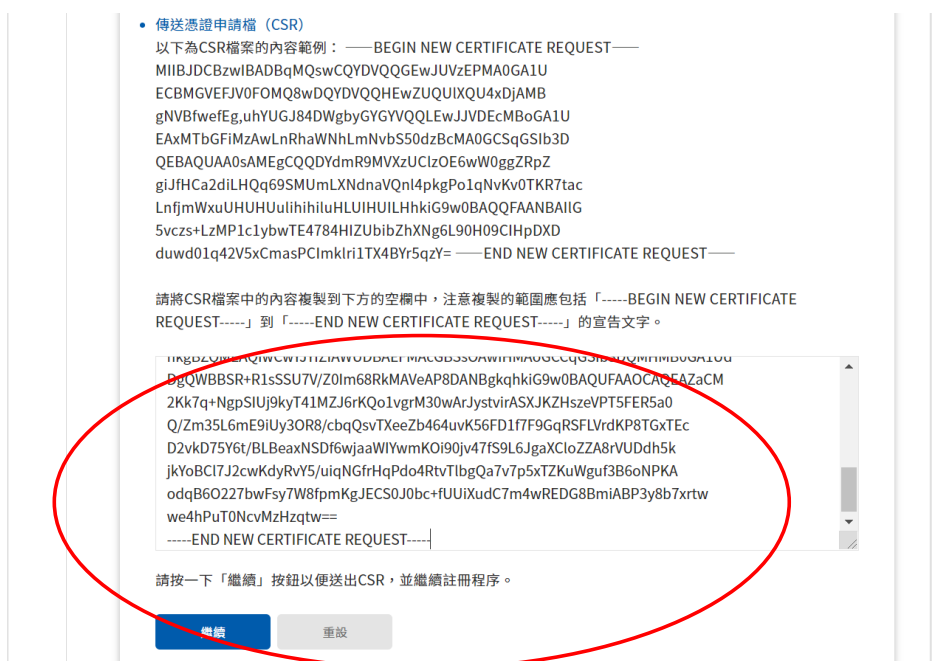 傳送憑證申請檔（CSR）
以下為CSR檔案的內容範例： ——BEGIN NEW CERTIFICATE REQUEST——
MIIBJDCBzwIBADBqMQswCQYDVQQGEwJUVzEPMA0GA1U
ECBMGVEFJV0FOMQ8wDQYDVQQHEwZUQUlXQU4xDjAMB
gNVBfwefEg,uhYUGJ84DWgbyGYGYVQQLEwJJVDEcMBoGA1U
EAxMTbGFiMzAwLnRhaWNhLmNvbS50dzBcMA0GCSqGSIb3D
QEBAQUAA0sAMEgCQQDYdmR9MVXzUClzOE6wW0ggZRpZ
giJfHCa2diLHQq69SMUmLXNdnaVQnl4pkgPo1qNvKv0TKR7tac
LnfjmWxuUHUHUulihihiluHLUIHUILHhkiG9w0BAQQFAANBAIlG
5vczs+LzMP1c1ybwTE4784HIZUbibZhXNg6L90H09CIHpDXD
duwd01q42V5xCmasPCImklri1TX4BYr5qzY= ——END NEW CERTIFICATE REQUEST——
請將CSR檔案中的內容複製到下方的空欄中，注意複製的範圍應包括「-----BEGIN NEW CERTIFICATE
REQUEST-----」到「-----END NEW CERTIFICATE REQUEST-----」的宣告文字。
DgQWBBSR+R1sSSU7V/Z0Im68RkMAVeAP8DANBgkqhkiG9w0BAQUFAAOCAQEAZaCM
2Kk7q+NgpSIUj9kyT41MZJ6rKQo1vgrM30wArJystvirASXJKZHszeVPT5FER5a0
Q/Zm35L6mE9iUy3OR8/cbqQsvTXeeZb464uvK56FD1f7F9GqRSFLVrdKP8TGxTEc
D2vkD75Y6t/BLBeaxNSDf6wjaaWIYwmKOi90jv47fS9L6JgaXCloZZA8rVUDdh5k
jkYoBCl7J2cwKdyRvY5/uiqNGfrHqPdo4RtvTlbgQa7v7p5xTZKuWguf3B6oNPKA
odqB6O227bwFsy7W8fpmKgJECS0J0bc+fUUiXudC7m4wREDG8BmiABP3y8b7xrtw
we4hPuT0NcvMzHzqtw==
-----END NEW CERTIFICATE REQUEST-----
請按一下「繼續」按鈕以便送出CSR，並繼續註冊程序。
繼續
重設